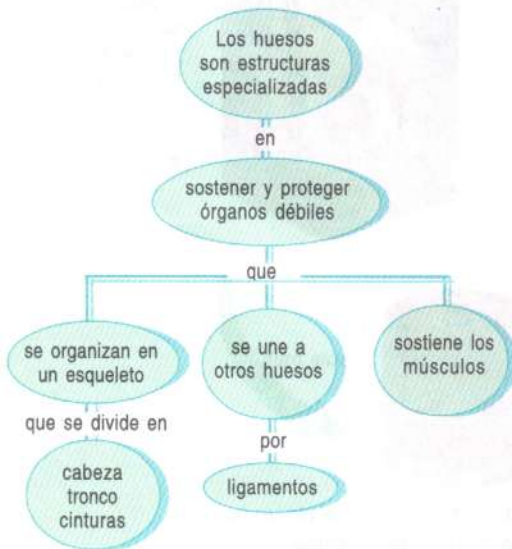 Los huesos
son estructuras
especializadas
en
sostener y proteger
órganos débiles
que
se organizan en
un esqueleto
que se divide en
cabeza
tronco
cinturas
se une a
otros huesos
por
ligamentos
sostiene los
músculos